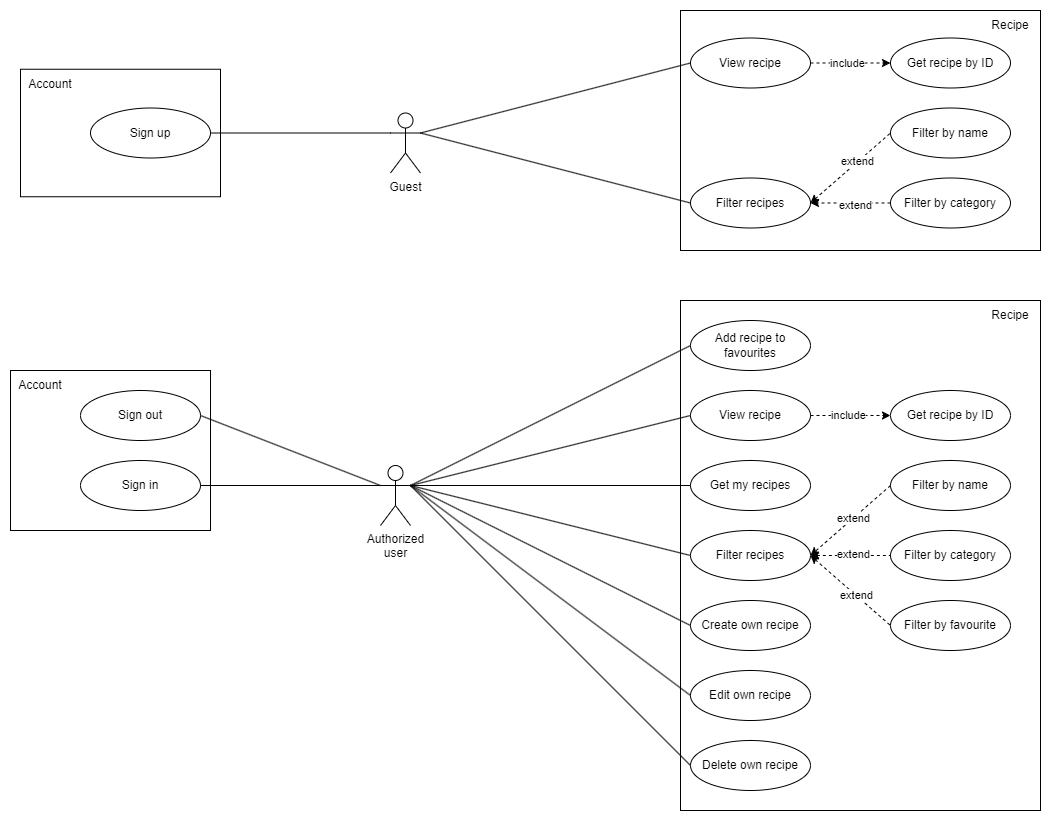 Recipe
Account
View recipe
include
Get recipe by ID
Sign up
Filter by name
extend
Guest
Filter recipes
extend
Filter by category
Recipe
Add recipe to
favourites
Account
Sign out
View recipe
include
Get recipe by ID
Sign in
Get my recipes
Filter by name
extend
Authorized
user
Filter recipes
extend
Filter by category
extend
Create own recipe
Filter by favourite
Edit own recipe
Delete own recipe